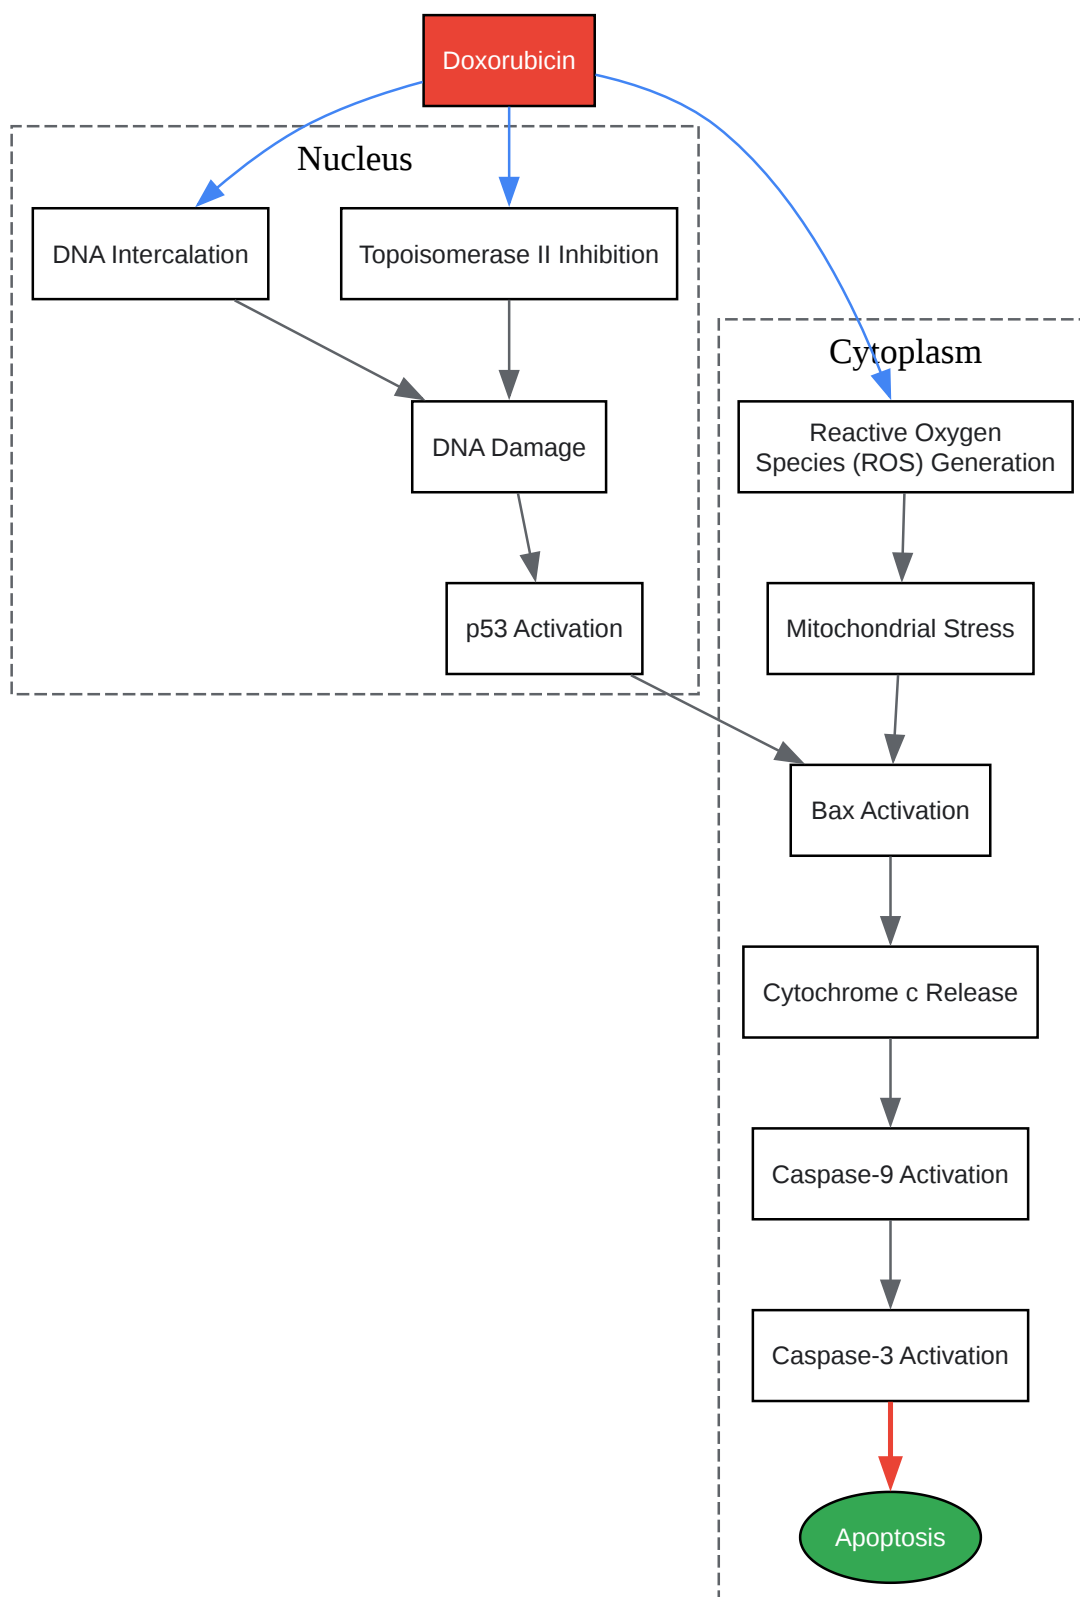 Doxorubicin
Nucleus
DNA Intercalation
Topoisomerase II Inhibition
Cytoplasm
DNA Damage
Reactive Oxygen
Species (ROS) Generation
p53 Activation
Mitochondrial Stress
Bax Activation
Cytochrome c Release
Caspase-9 Activation
Caspase-3 Activation
Apoptosis